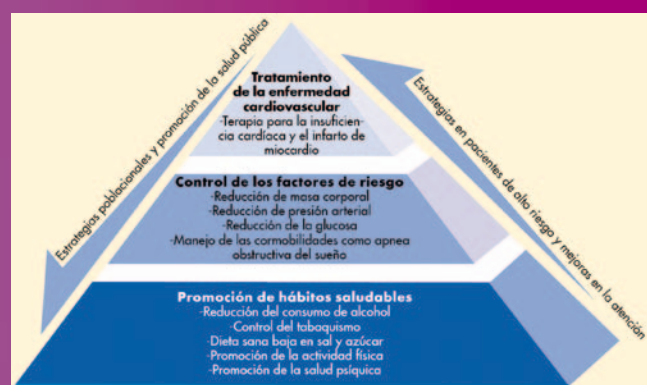 Tratamiento
de la enfermedad
cardiovascular
-Terapia para la insuficien-
cia cardíaca y el infarto de
miocardio
Control de los factores de riesgo
-Reducción de masa corporal
-Reducción de presión arterial
-Reducción de la glucosa
-Manejo de las cormobilidades como apnea
obstructiva del sueño
Promoción de hábitos saludables
-Reducción del consumo de alcohol
-Control del tabaquismo
-Dieta sana baja en sal y azúcar
-Promoción de la actividad física
-Promoción de la salud psíquica
Estrategias poblacionales y promoción de la salud pública
Estrategias en pacientes de alto riesgo y mejoras en la atención